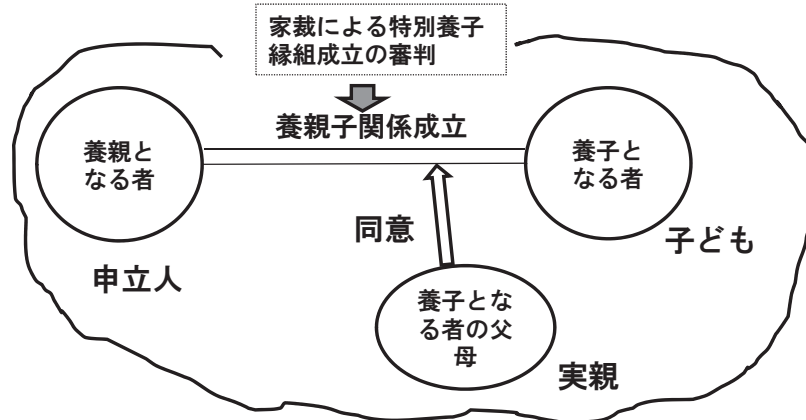 家裁による特別養子
縁組成立の審判
養親子関係成立
養親と
なる者
養子と
なる者
同意
子ども
申立人
養子とな
る者の父
母
実親